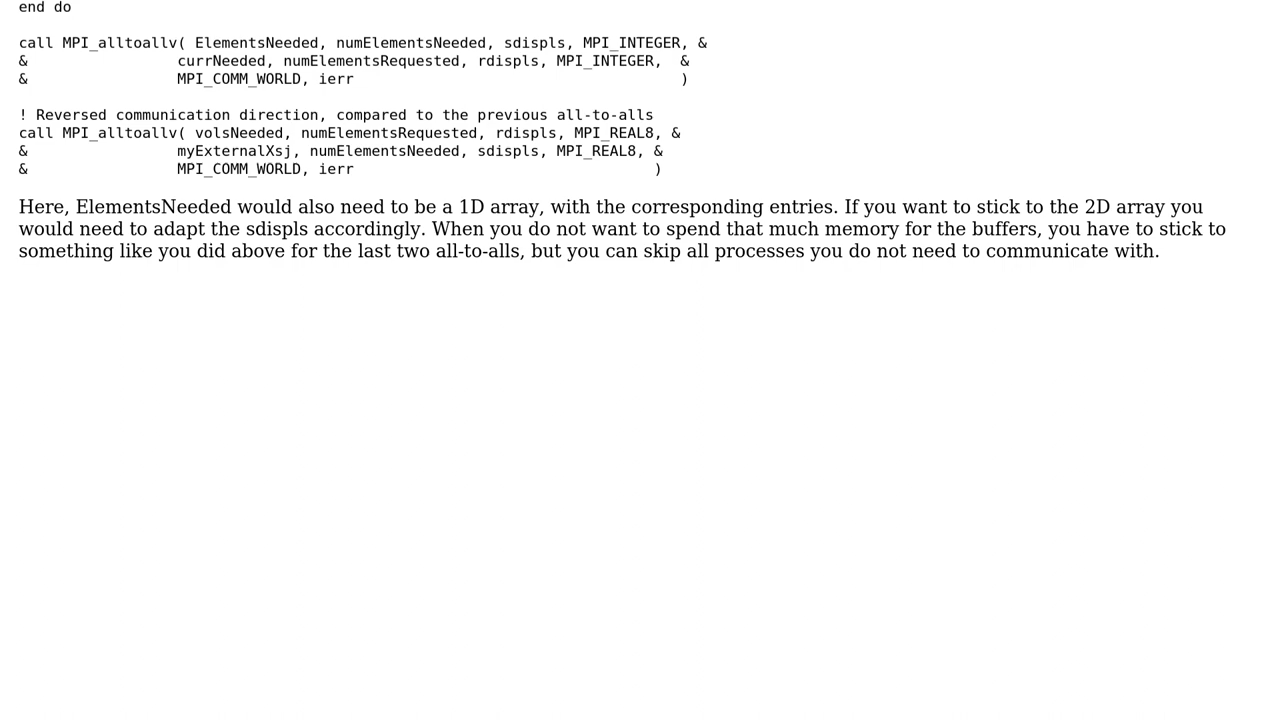 end do
call MPI_alltoallv( ElementsNeeded, numElementsNeeded, sdispls, MPI_INTEGER, &
&                 currNeeded, numElementsRequested, rdispls, MPI_INTEGER,  &
&                 MPI_COMM_WORLD, ierr                                     )
! Reversed communication direction, compared to the previous all-to-alls
call MPI_alltoallv( volsNeeded, numElementsRequested, rdispls, MPI_REAL8, &
&                 myExternalXsj, numElementsNeeded, sdispls, MPI_REAL8, &
&                 MPI_COMM_WORLD, ierr                                  )
Here, ElementsNeeded would also need to be a 1D array, with the corresponding entries. If you want to stick to the 2D array you
would need to adapt the sdispls accordingly. When you do not want to spend that much memory for the buffers, you have to stick to
something like you did above for the last two all-to-alls, but you can skip all processes you do not need to communicate with.